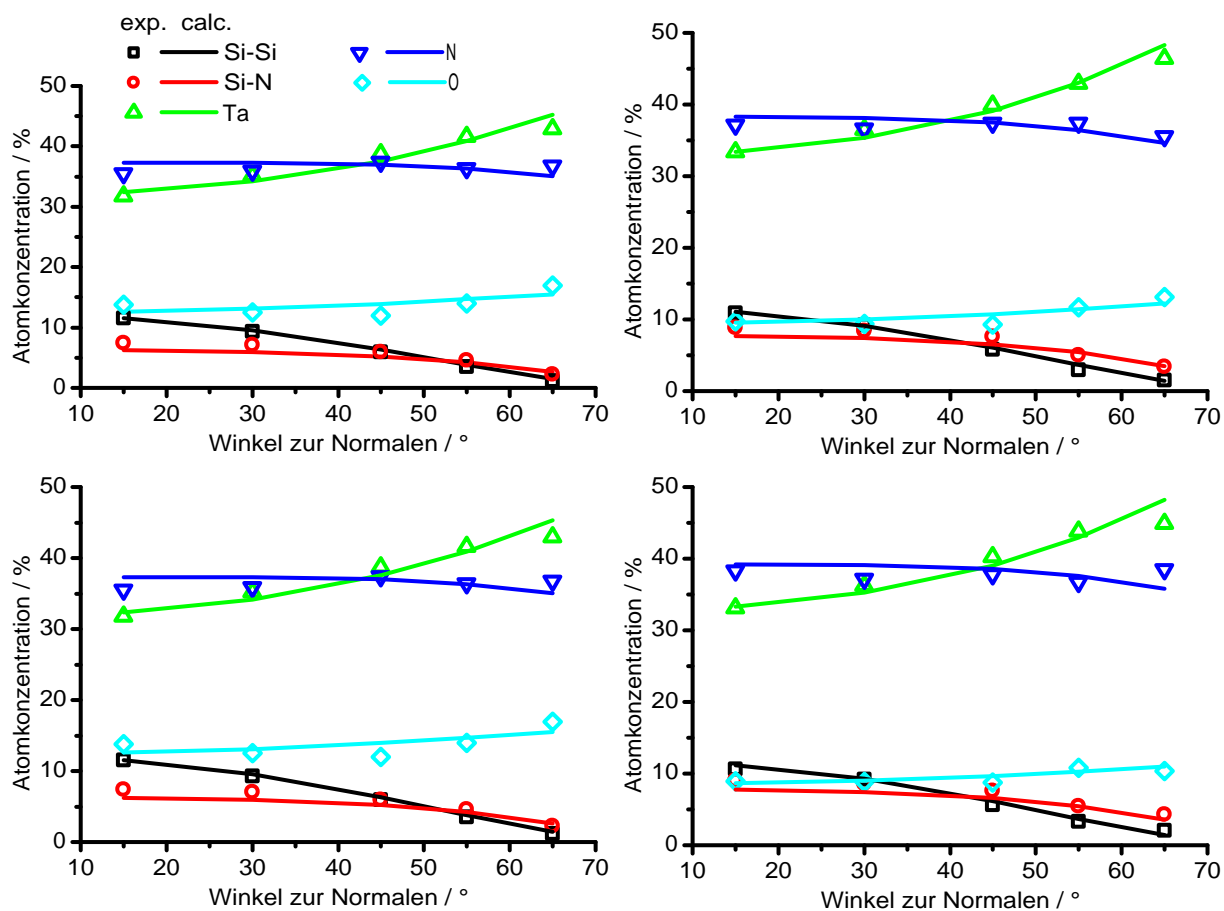 exp. calc.
Si-Si
N
Si-N
O
Ta
50
40
30
20
10
0
Atomkonzentration / %
10 20 30 40 50 60 70
Winkel zur Normalen / °
50
40
30
20
10
0
Atomkonzentration / %
10 20 30 40 50 60 70
Winkel zur Normalen / °
50
40
30
20
10
0
Atomkonzentration / %
10 20 30 40 50 60 70
Winkel zur Normalen / °
50
40
30
20
10
0
Atomkonzentration / %
10 20 30 40 50 60 70
Winkel zur Normalen / °